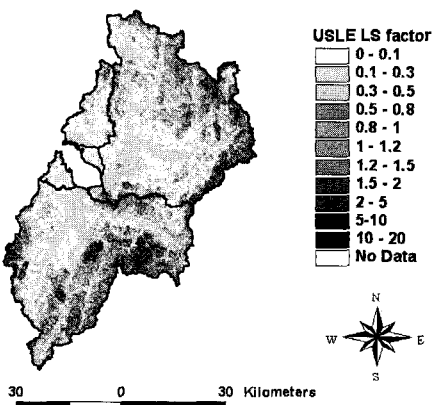 USLE LS factor
0 - 0.1
0.1 - 0.3
0.3 - 0.5
0.5 - 0.8
0.8 - 1
1 - 1.2
1.2 - 1.5
1.5 - 2
2 - 5
5-10
10 - 20
No Data
N
W E
S
30 0 30 Kilometers